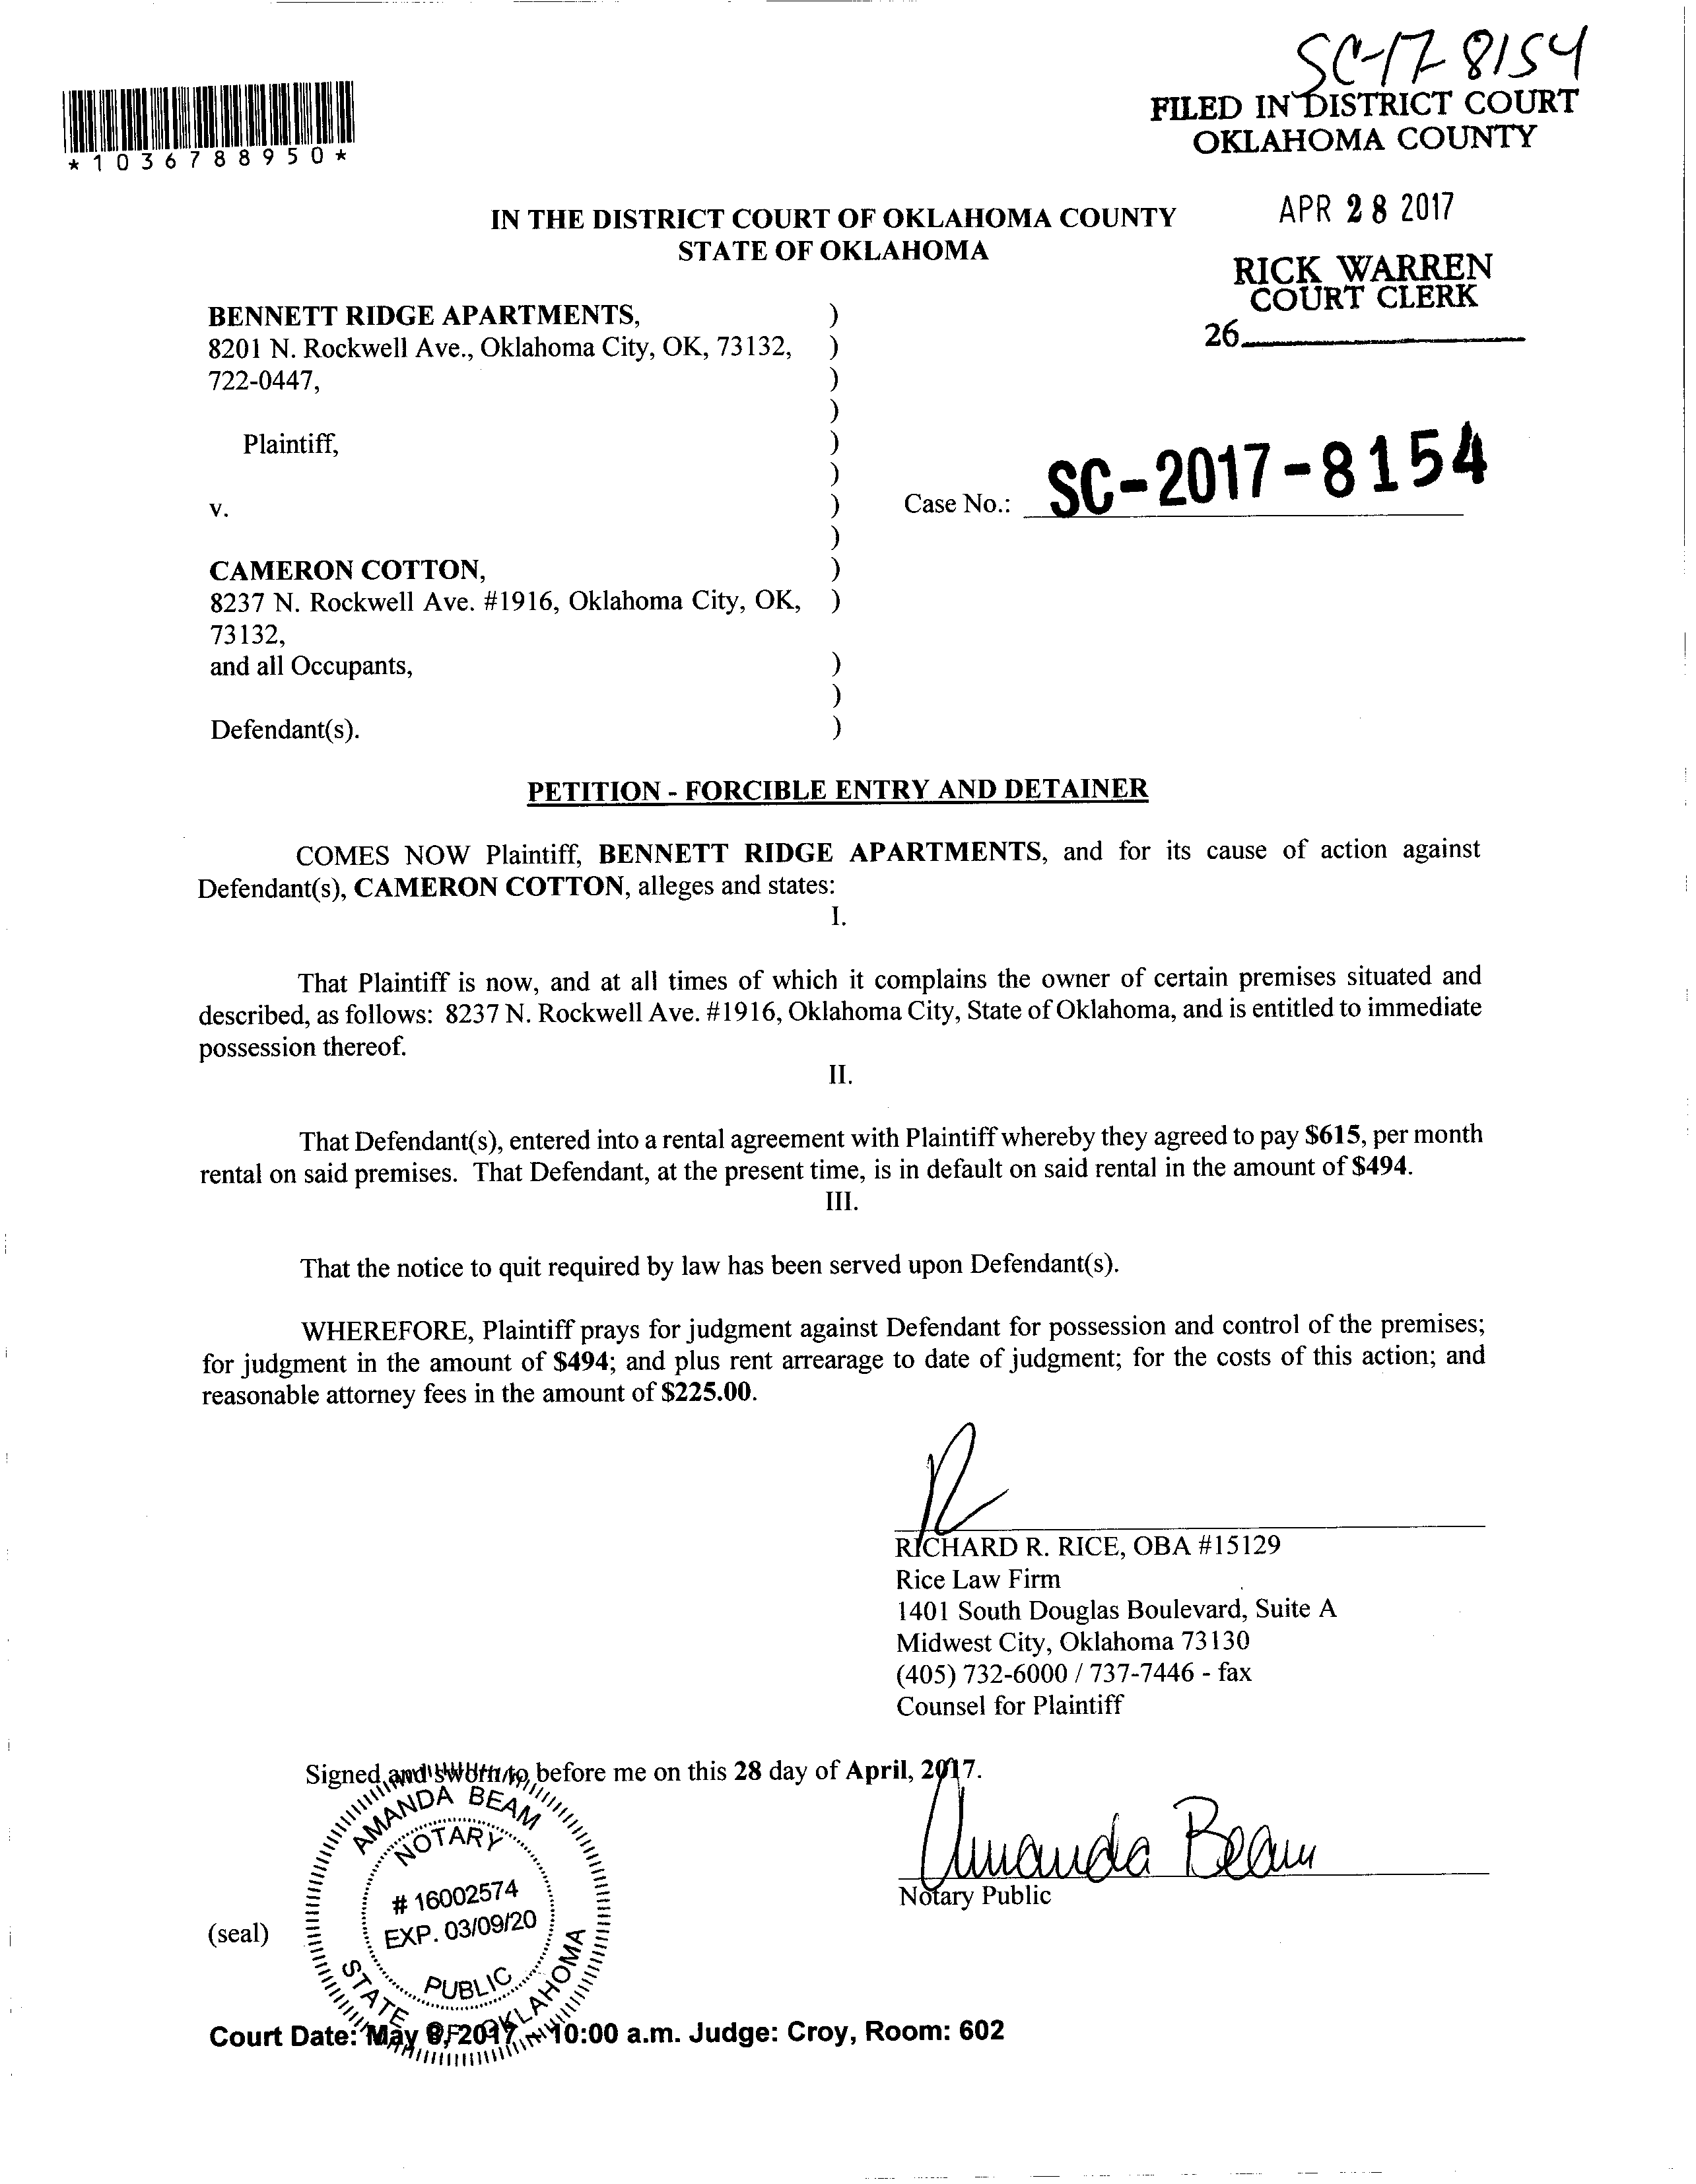 SC-17-8154
FILED IN DISTRICT COURT
OKLAHOMA COUNTY
*1036788950*
APR 28 2017
RICK WARREN
COURT CLERK
26
IN THE DISTRICT COURT OF OKLAHOMA COUNTY
STATE OF OKLAHOMA
BENNETT RIDGE APARTMENTS, )
8201 N. Rockwell Ave., Oklahoma City, OK, 73132, )
722-0447, )
)
Plaintiff, )
)
v. ) Case No.: SC-2017-8154
)
CAMERON COTTON, )
8237 N. Rockwell Ave. #1916, Oklahoma City, OK, )
73132,
and all Occupants, )
)
Defendant(s). )
PETITION - FORCIBLE ENTRY AND DETAINER
COMES NOW Plaintiff, BENNETT RIDGE APARTMENTS, and for its cause of action against
Defendant(s), CAMERON COTTON, alleges and states:
I.
That Plaintiff is now, and at all times of which it complains the owner of certain premises situated and
described, as follows: 8237 N. Rockwell Ave. #1916, Oklahoma City, State of Oklahoma, and is entitled to immediate
possession thereof.
II.
That Defendant(s), entered into a rental agreement with Plaintiff whereby they agreed to pay $615, per month
rental on said premises. That Defendant, at the present time, is in default on said rental in the amount of $494.
III.
That the notice to quit required by law has been served upon Defendant(s).
WHEREFORE, Plaintiff prays for judgment against Defendant for possession and control of the premises;
for judgment in the amount of $494; and plus rent arrearage to date of judgment; for the costs of this action; and
reasonable attorney fees in the amount of $225.00.
RICHARD R. RICE, OBA #15129
Rice Law Firm
1401 South Douglas Boulevard, Suite A
Midwest City, Oklahoma 73130
(405) 732-6000 / 737-7446 - fax
Counsel for Plaintiff
Signed and sworn to before me on this 28 day of April, 2017.
AMANDA BEAM
NOTARY
# 16002574
EXP. 03/09/20
PUBLIC
STATE OF OKLAHOMA
Amanda Beam
Notary Public
(seal)
Court Date: May 8, 2017 ~ 10:00 a.m. Judge: Croy, Room: 602